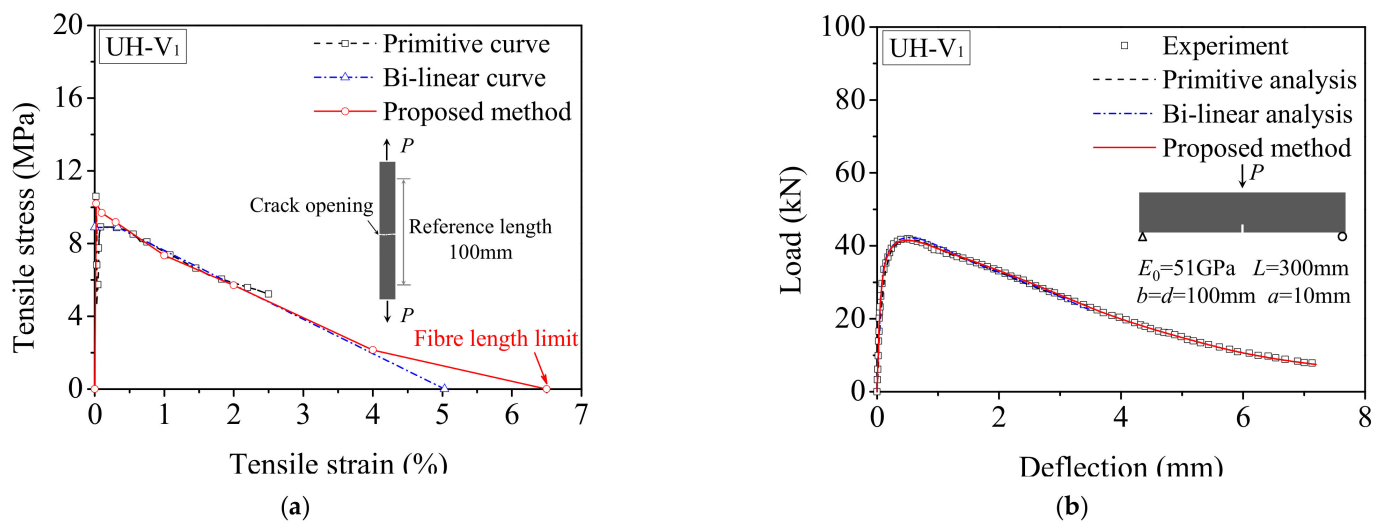 UH-V1
Primitive curve
Bi-linear curve
Proposed method
P
Crack opening
Reference length
100mm
P
Fibre length limit
20
16
12
8
4
0
Tensile stress (MPa)
0 1 2 3 4 5 6 7
Tensile strain (%)
(a)
UH-V1
Experiment
Primitive analysis
Bi-linear analysis
Proposed method
P
E0=51GPa L=300mm
b=d=100mm a=10mm
100
80
60
40
20
0
Load (kN)
0 2 4 6 8
Deflection (mm)
(b)